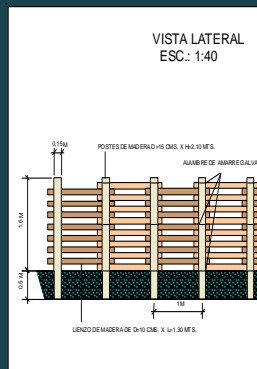 VISTA LATERAL
ESC.: 1:40
0,15M
POSTES DE MADERA D=15 CMS. X H=2.10 MTS.
ALAMBRE DE AMARRE GALVA
1,6 M
0,5 M
1M
LIENZO DE MADERA DE D=10 CMS. X L=1.30 MTS.